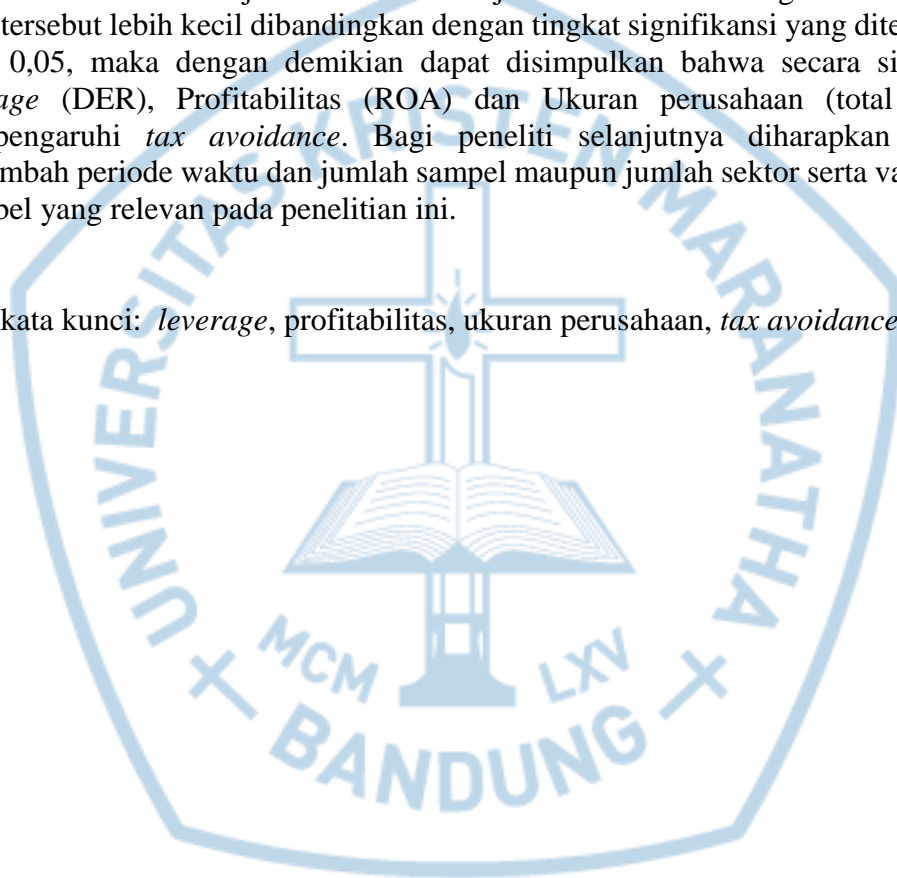 tersebut lebih kecil dibandingkan dengan tingkat signifikansi yang dite
0,05, maka dengan demikian dapat disimpulkan bahwa secara si
age (DER), Profitabilitas (ROA) dan Ukuran perusahaan (total
pengaruhi tax avoidance. Bagi peneliti selanjutnya diharapkan
mbah periode waktu dan jumlah sampel maupun jumlah sektor serta va
bel yang relevan pada penelitian ini.
kata kunci: leverage, profitabilitas, ukuran perusahaan, tax avoidance
UNIVERSITAS KRISTEN MARANATHA
MCM LXV
BANDUNG